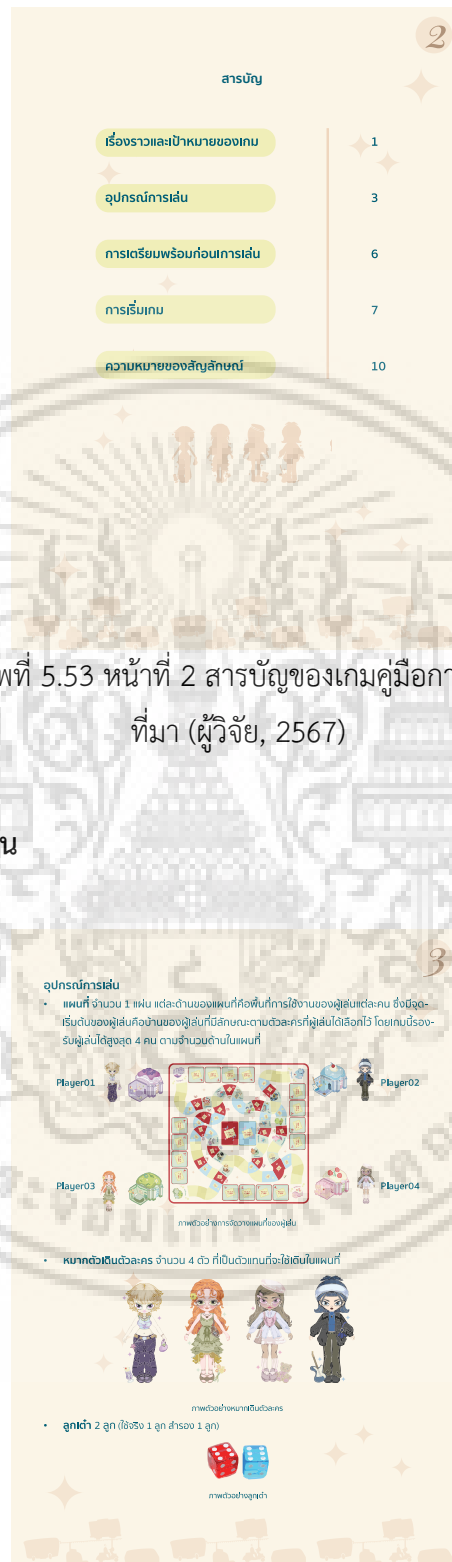 2
สารบัญ
เรื่องราวและเป้าหมายของเกม 1
อุปกรณ์การเล่น 3
การเตรียมพร้อมก่อนเการเล่น 6
การเริ่มเกม 7
ความหมายของสัญลักษณ์ 10
พที่ 5.53 หน้าที่ 2 สารบัญของเกมคู่มือกา
ที่มา (ผู้วิจัย, 2567)
น
3
อุปกรณ์การเล่น
• แผนที่ จำนวน 1 แผ่น แต่ละด้านของแผนที่คือพื้นที่การใช้งานของผู้เล่นแต่ละคน ซึ่งมีจุด-
เริ่มต้นของผู้เล่นคือบ้านของผู้เล่นที่มีลักษณะตามตัวละครที่ผู้เล่นได้เลือกไว้ โดยเกมนี้รอง-
รับผู้เล่นได้สูงสุด 4 คน ตามจำนวนด้านในแผนที่
Player01 Player02
Player03 Player04
ภาพตัวอย่างการจัดวางแผนที่ของผู้เล่น
• หมากตัวเดินตัวละคร จำนวน 4 ตัว ที่เป็นตัวแทนที่จะใช้เดินในแผนที่
ภาพตัวอย่างหมากเดินตัวละคร
• ลูกเต๋า 2 ลูก (ใช้จริง 1 ลูก สำรอง 1 ลูก)
ภาพตัวอย่างลูกเต๋า